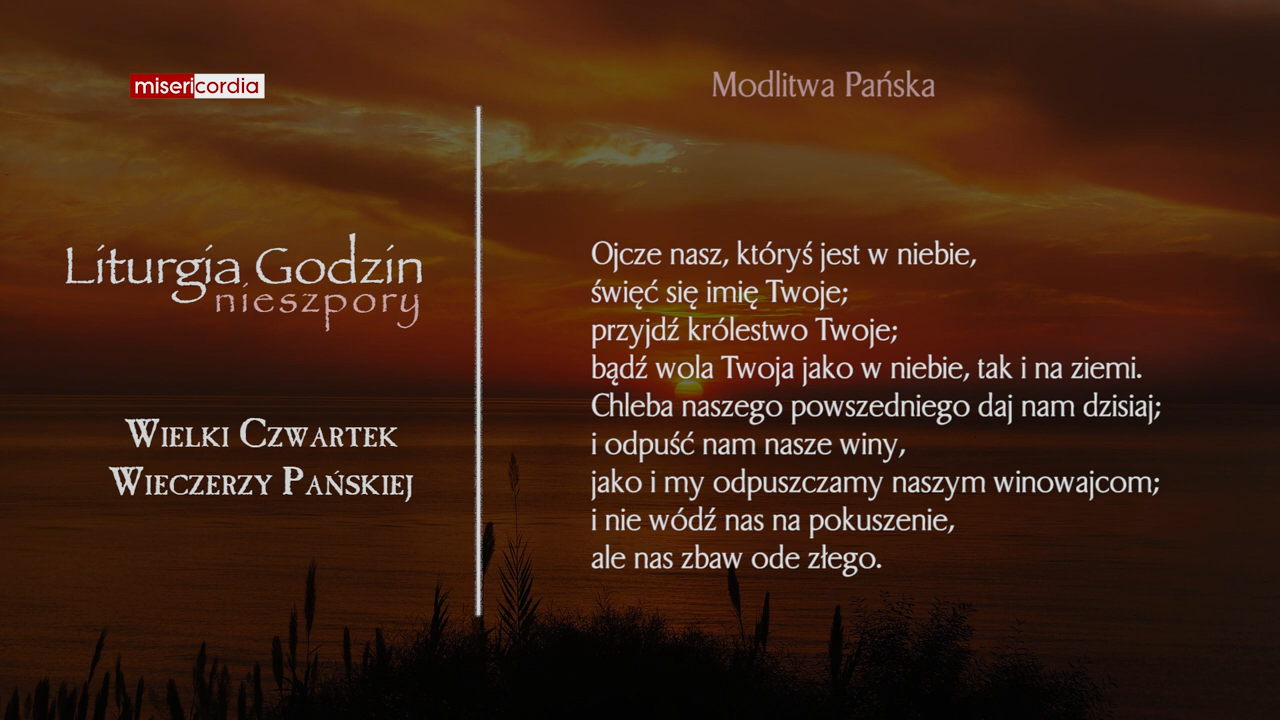 misericordia
Liturgia Godzin
nieszpory
Wielki Czwartek
Wieczerzy Pańskiej
Modlitwa Pańska
Ojcze nasz, któryś jest w niebie,
święć się imię Twoje;
przyjdź królestwo Twoje;
bądź wola Twoja jako w niebie, tak i na ziemi.
Chleba naszego powszedniego daj nam dzisiaj;
i odpuść nam nasze winy,
jako i my odpuszczamy naszym winowajcom;
i nie wódź nas na pokuszenie,
ale nas zbaw ode złego.